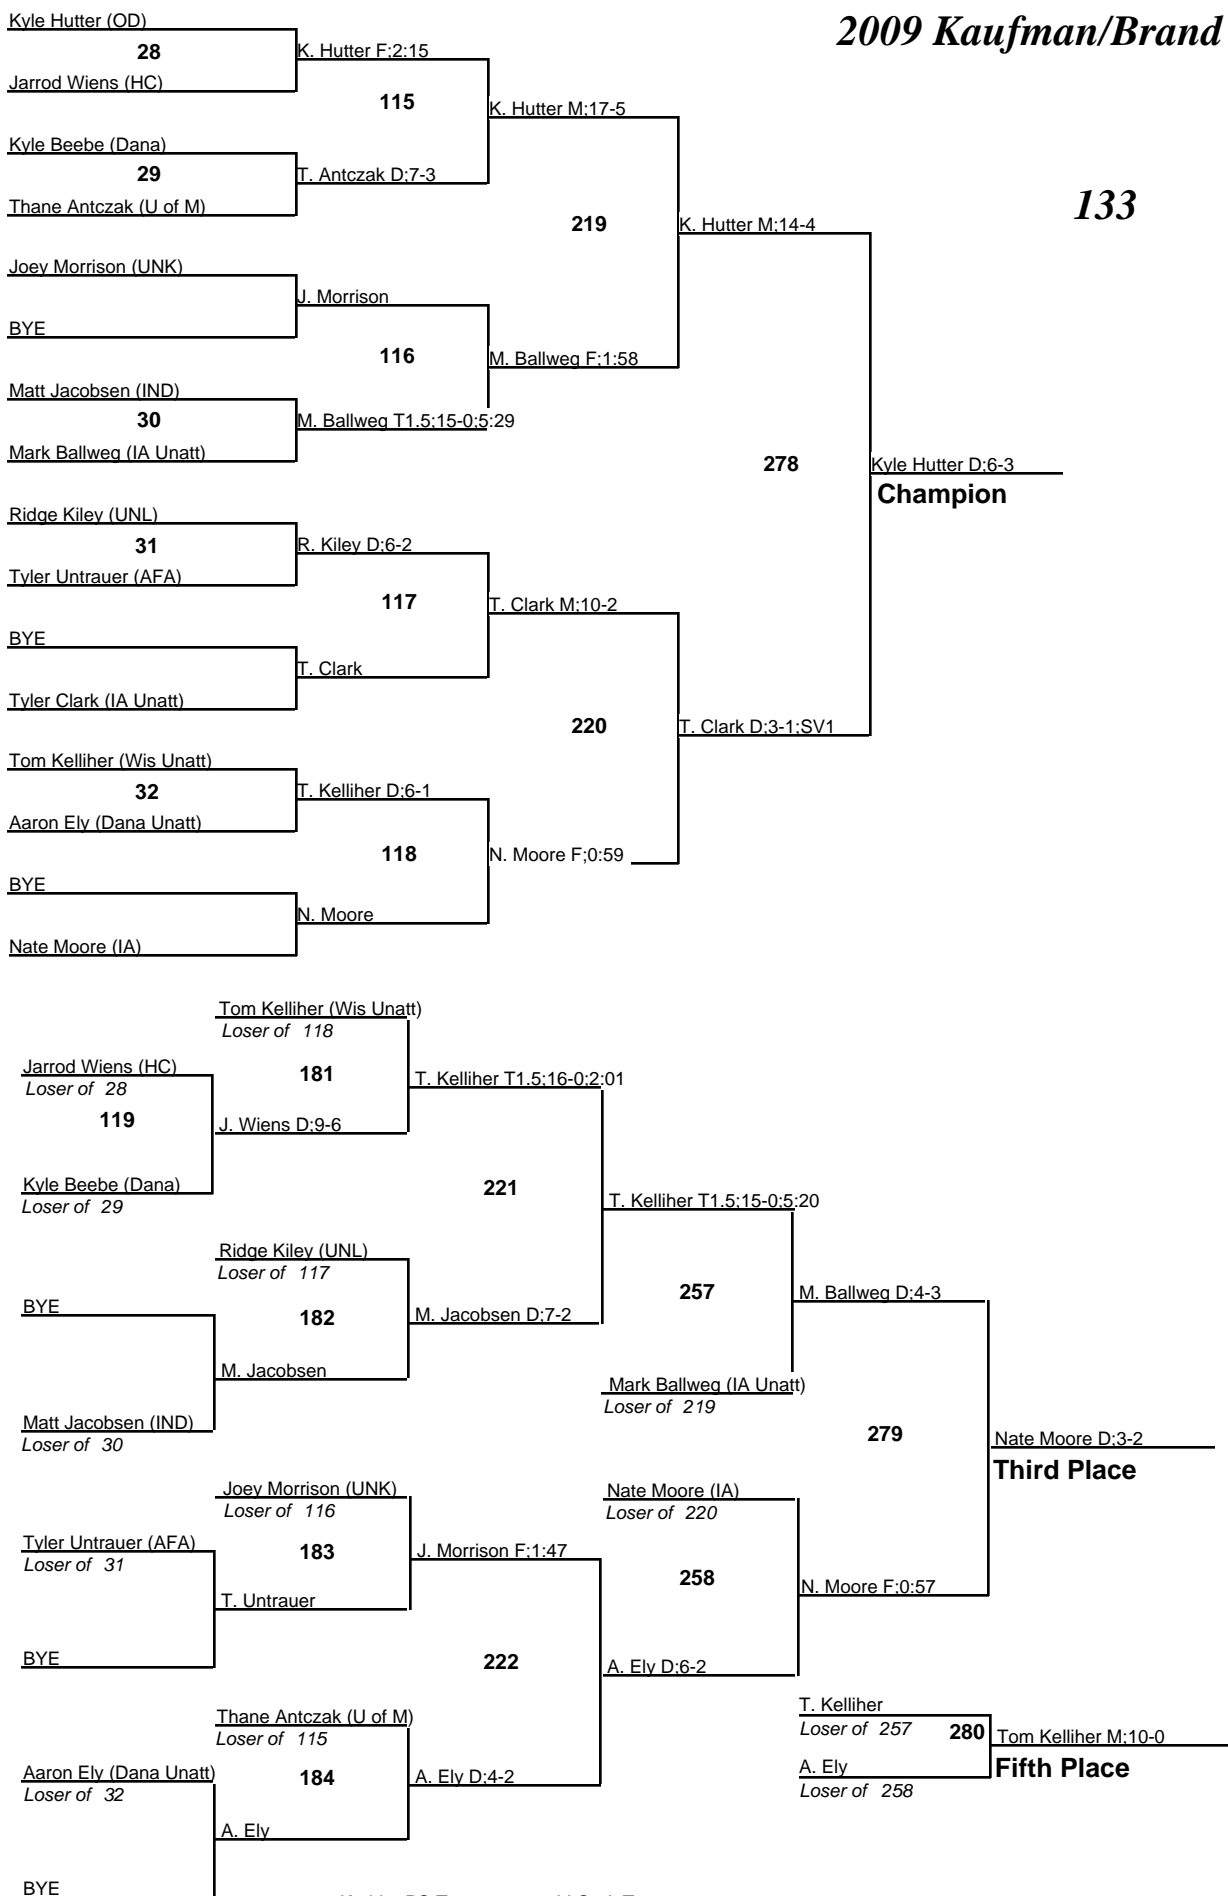 2009 Kaufman/Brand
133
Kyle Hutter (OD)
28
K. Hutter F;2:15
Jarrod Wiens (HC)
115
K. Hutter M;17-5
Kyle Beebe (Dana)
29
T. Antczak D;7-3
Thane Antczak (U of M)
219
K. Hutter M;14-4
Joey Morrison (UNK)
J. Morrison
BYE
116
M. Ballweg F;1:58
Matt Jacobsen (IND)
30
M. Ballweg T1.5;15-0;5:29
Mark Ballweg (IA Unatt)
278
Kyle Hutter D;6-3
Champion
Ridge Kiley (UNL)
31
R. Kiley D;6-2
Tyler Untrauer (AFA)
117
T. Clark M;10-2
BYE
T. Clark
Tyler Clark (IA Unatt)
220
T. Clark D;3-1;SV1
Tom Kelliher (Wis Unatt)
32
T. Kelliher D;6-1
Aaron Ely (Dana Unatt)
118
N. Moore F;0:59
BYE
N. Moore
Nate Moore (IA)
Tom Kelliher (Wis Unatt)
Loser of 118
Jarrod Wiens (HC)
Loser of 28
181
T. Kelliher T1.5;16-0;2:01
119
J. Wiens D;9-6
Kyle Beebe (Dana)
Loser of 29
221
T. Kelliher T1.5;15-0;5:20
Ridge Kiley (UNL)
Loser of 117
BYE
182
M. Jacobsen D;7-2
257
M. Ballweg D;4-3
M. Jacobsen
Mark Ballweg (IA Unatt)
Loser of 219
Matt Jacobsen (IND)
Loser of 30
279
Nate Moore D;3-2
Third Place
Joey Morrison (UNK)
Loser of 116
Nate Moore (IA)
Loser of 220
Tyler Untrauer (AFA)
Loser of 31
183
J. Morrison F;1:47
258
N. Moore F;0:57
T. Untrauer
BYE
222
A. Ely D;6-2
Thane Antczak (U of M)
Loser of 115
T. Kelliher
Loser of 257
280
Tom Kelliher M;10-0
Fifth Place
A. Ely
Loser of 258
Aaron Ely (Dana Unatt)
Loser of 32
184
A. Ely D;4-2
A. Ely
BYE